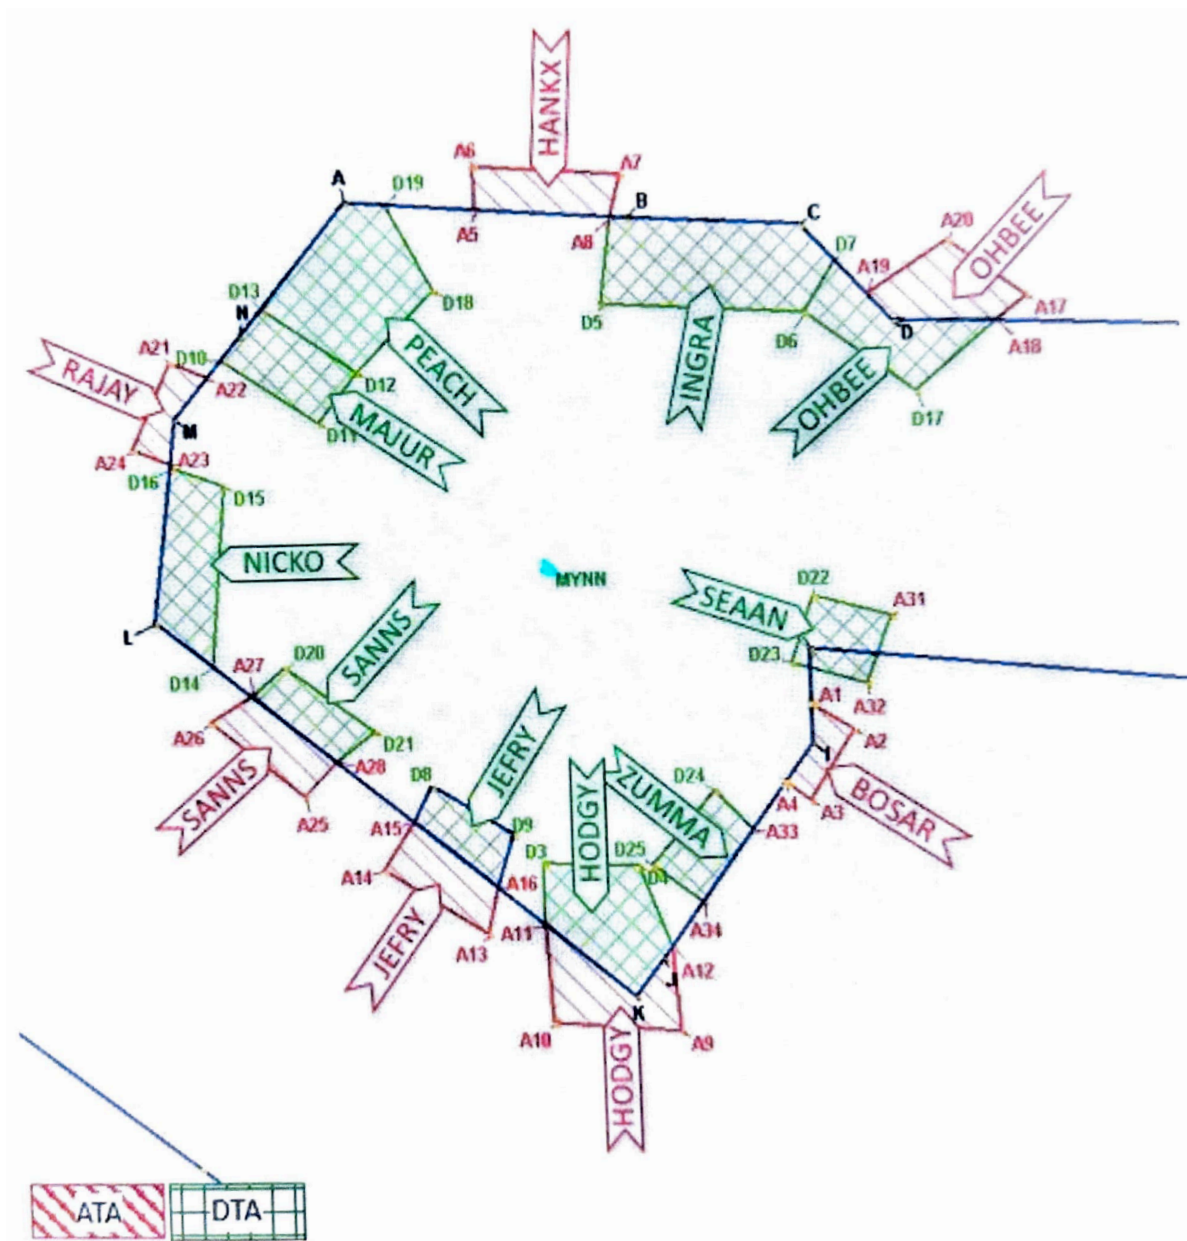 HANKX
A6
A7
A
D19
B
C
A20
OHBEE
A5
A8
D7
A19
D13
D18
A17
N
D5
D
A18
D6
A21
D10
PEACH
INGRA
OHBEE
RAJAY
A22
D12
D17
M
D11
MAJUR
A24
A23
D16
D15
NICKO
MYNN
SEAAN
D22
A31
L
SANNS
D20
A27
D23
D14
A1
A32
A26
D21
A2
I
A28
JEFRY
SANNS
D8
ZUMMA
D24
A4
A3
BOSAR
A25
A15
D9
HODGY
A33
D3
D25
D4
A14
A16
A34
A11
A13
JEFRY
A12
J
K
A10
A9
HODGY
ATA
DTA